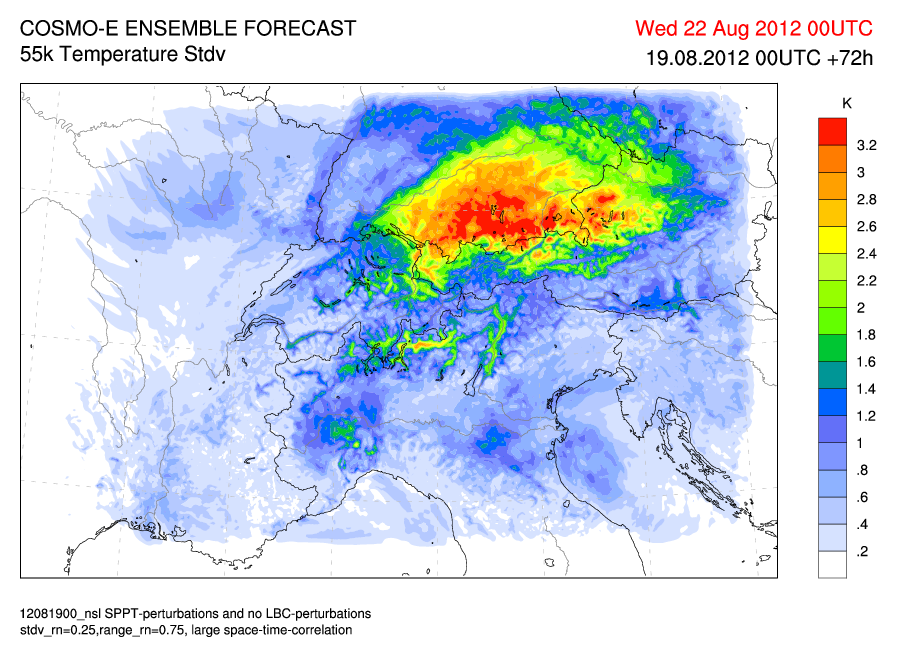 COSMO-E ENSEMBLE FORECAST
Wed 22 Aug 2012 00UTC
55k Temperature Stdv
19.08.2012 00UTC +72h
K
3.2
3
2.8
2.6
2.4
2.2
2
1.8
1.6
1.4
1.2
1
.8
.6
.4
.2
12081900_nsl SPPT-perturbations and no LBC-perturbations
stdv_rn=0.25,range_rn=0.75, large space-time-correlation